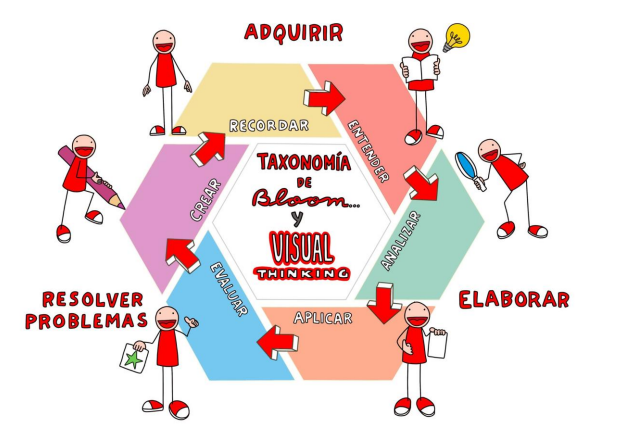 ADQUIRIR
RECORDAR
ENTENDER
TAXONOMÍA
DE
Bloom...
y
VISUAL
THINKING
CREAR
ANALIZAR
EVALUAR
APLICAR
RESOLVER
PROBLEMAS
ELABORAR